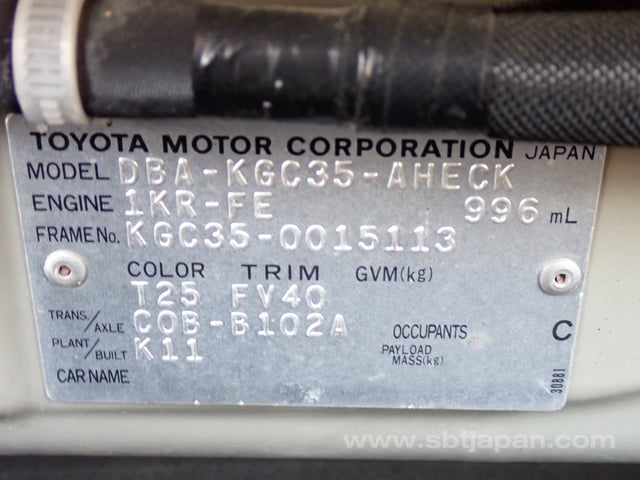 TOYOTA MOTOR CORPORATION JAPAN
MODEL DBA-KGC35-AHECK
ENGINE 1KR-FE 996 mL
FRAME No. KGC35-0015113
COLOR TRIM GVM(kg)
T25 FV40
TRANS./AXLE C0B-B102A OCCUPANTS C
PLANT/BUILT K11 PAYLOAD MASS(kg)
CAR NAME
30881
www.sbtjapan.com